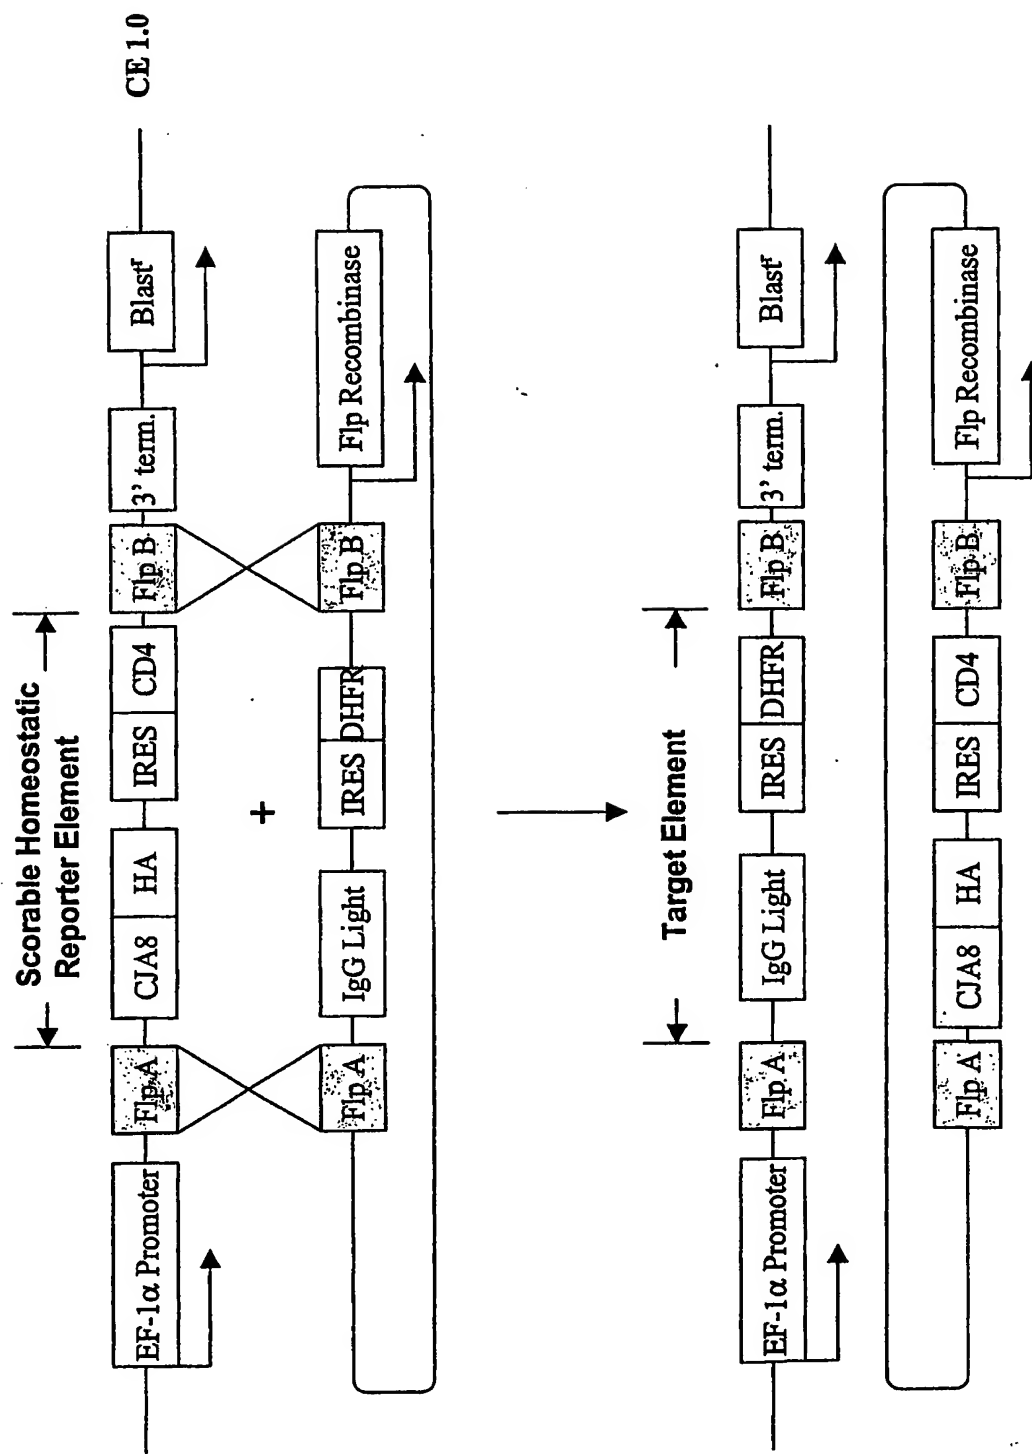 CE 1.0
Scorable Homeostatic
Reporter Element
EF-1α Promoter
Flp A
CJA8
HA
IRES
CD4
Flp B
3' term.
Blastʳ
+
Flp A
IgG Light
IRES
DHFR
Flp B
Flp Recombinase
Target Element
EF-1α Promoter
Flp A
IgG Light
IRES
DHFR
Flp B
3' term.
Blastʳ
Flp A
CJA8
HA
IRES
CD4
Flp B
Flp Recombinase